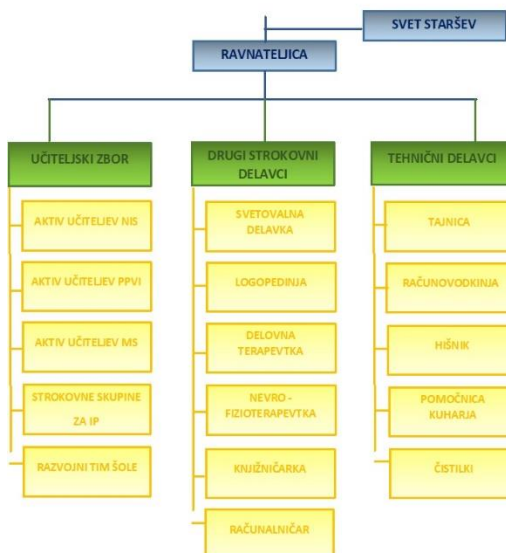 SVET STARŠEV
RAVNATELJICA
UČITELJSKI ZBOR
AKTIV UČITELJEV NIS
AKTIV UČITELJEV PPVI
AKTIV UČITELJEV MS
STROKOVNE SKUPINE
ZA IP
RAZVOJNI TIM ŠOLE
DRUGI STROKOVNI
DELAVCI
SVETOVALNA
DELAVKA
LOGOPEDINJA
DELOVNA
TERAPEVTKA
NEVRO -
FIZIOTERAPEVTKA
KNJIŽNIČARKA
RAČUNALNIČAR
TEHNIČNI DELAVCI
TAJNICA
RAČUNOVODKINJA
HIŠNIK
POMOČNICA
KUHARJA
ČISTILKI